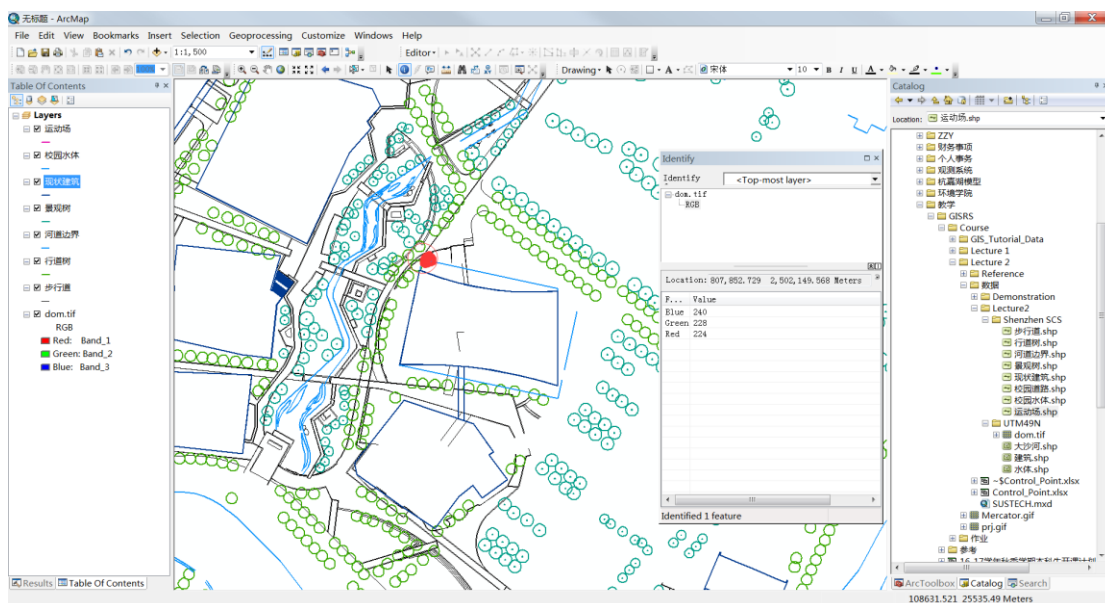 无标题 - ArcMap
File Edit View Bookmarks Insert Selection Geoprocessing Customize Windows Help
1:1,500
Editor
Drawing
宋体
10
B I U A
Table Of Contents
Layers
运动场
校园水体
现状建筑
景观树
河道边界
行道树
步行道
dom.tif
RGB
Red: Band_1
Green: Band_2
Blue: Band_3
Results
Table Of Contents
Identify
Identify
<Top-most layer>
dom.tif
RGB
Location: 807,852.729 2,502,149.568 Meters
F... Value
Blue 240
Green 228
Red 224
Identified 1 feature
Catalog
Location: 运动场.shp
ZZY
财务事项
个人事务
观测系统
杭嘉湖模型
环境学院
教学
GISRS
Course
GIS_Tutorial_Data
Lecture 1
Lecture 2
Reference
数据
Demonstration
Lecture2
Shenzhen SCS
步行道.shp
行道树.shp
河道边界.shp
景观树.shp
现状建筑.shp
校园道路.shp
校园水体.shp
运动场.shp
UTM49N
dom.tif
大沙河.shp
建筑.shp
水体.shp
~$Control_Point.xlsx
Control_Point.xlsx
SUSTECH.mxd
Mercator.gif
prj.gif
作业
参考
ArcToolbox
Catalog
Search
108631.521 25535.49 Meters